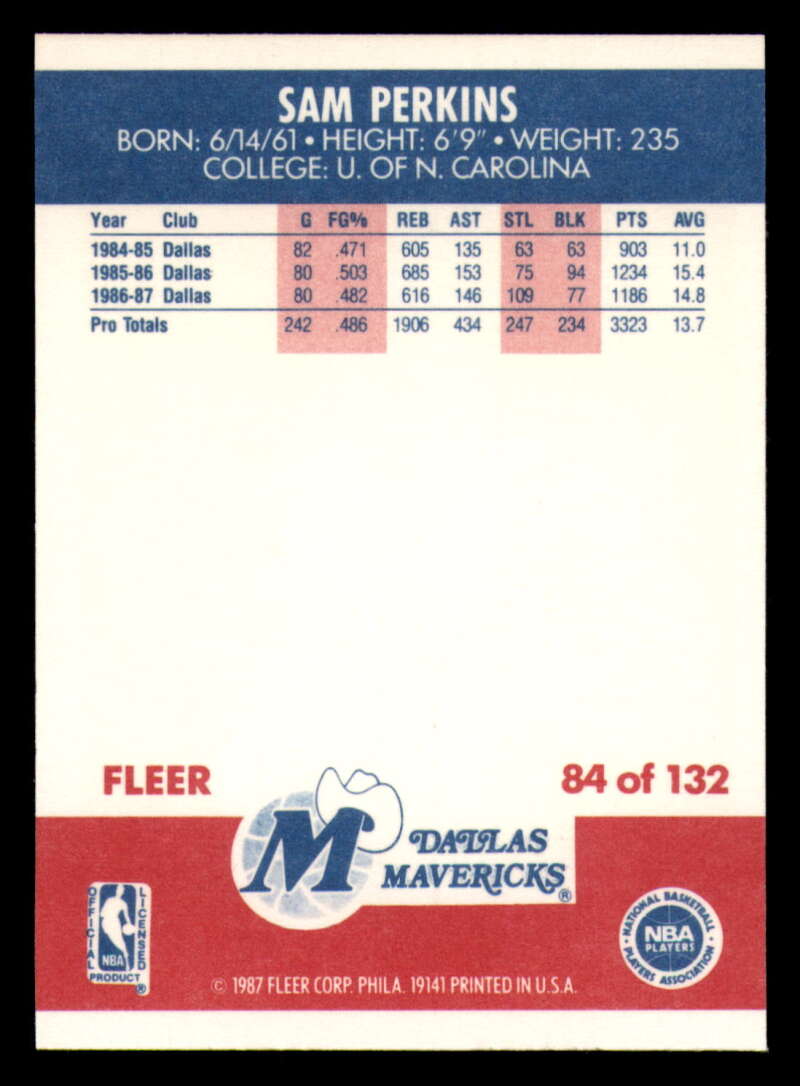 SAM PERKINS
BORN: 6/14/61 • HEIGHT: 6'9" • WEIGHT: 235
COLLEGE: U. OF N. CAROLINA
Year Club G FG% REB AST STL BLK PTS AVG
1984-85 Dallas 82 .471 605 135 63 63 903 11.0
1985-86 Dallas 80 .503 685 153 75 94 1234 15.4
1986-87 Dallas 80 .482 616 146 109 77 1186 14.8
Pro Totals 242 .486 1906 434 247 234 3323 13.7
FLEER 84 of 132
M
DALLAS
MAVERICKS®
OFFICIAL LICENSED
NBA
PRODUCT ®
NATIONAL BASKETBALL
NBA
PLAYERS
PLAYERS ASSOCIATION
© 1987 FLEER CORP. PHILA. 19141 PRINTED IN U.S.A.